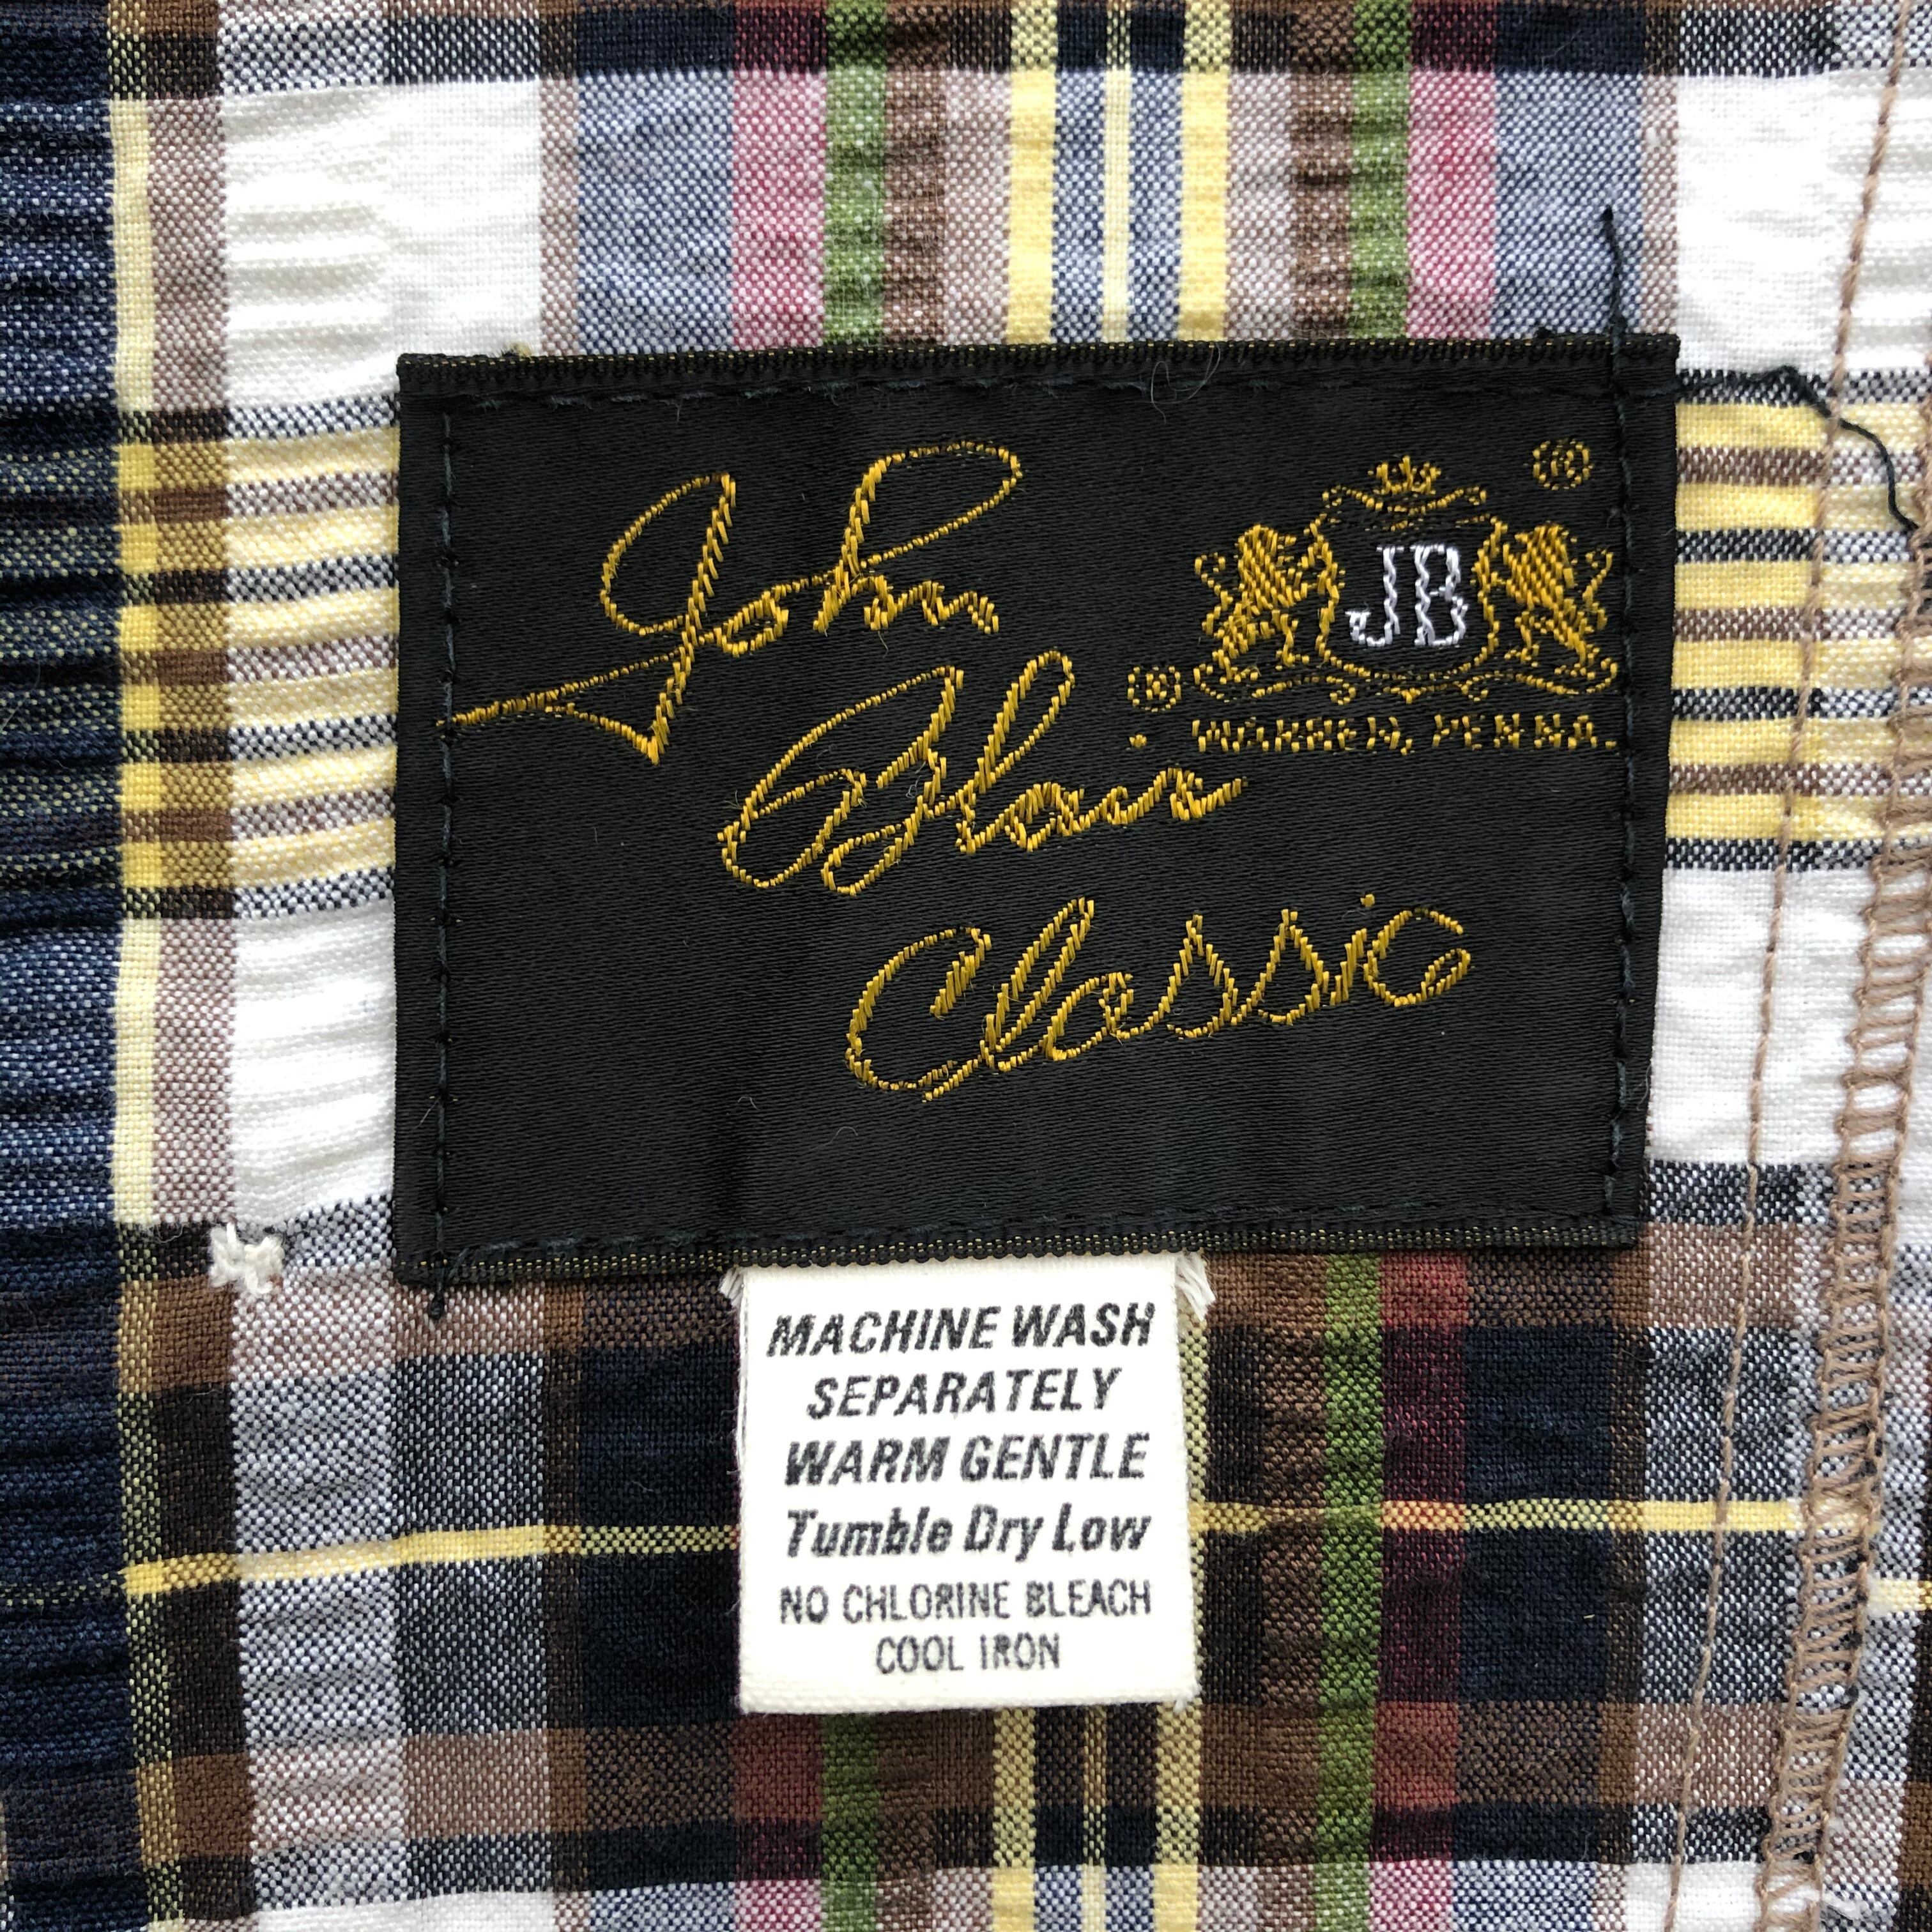 John
Blair
Classic
®
JB
®
WARREN, PENNA.
MACHINE WASH
SEPARATELY
WARM GENTLE
Tumble Dry Low
NO CHLORINE BLEACH
COOL IRON